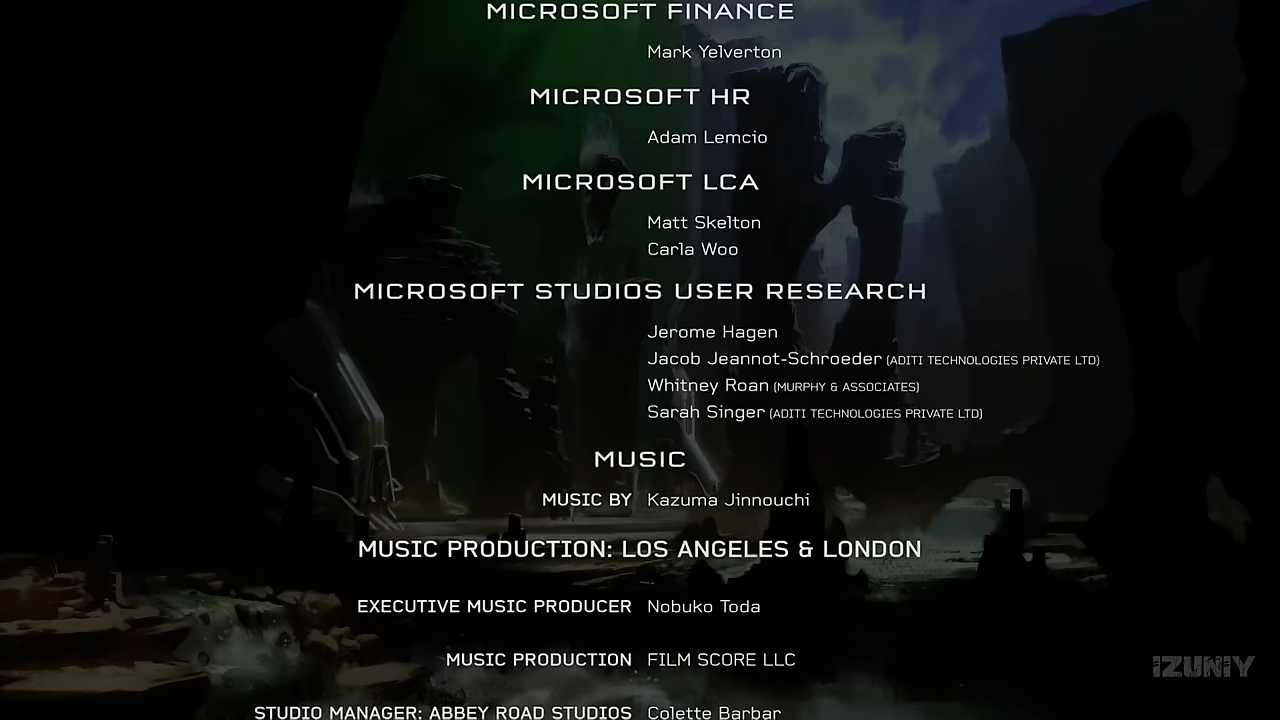 MICROSOFT FINANCE
Mark Yelverton
MICROSOFT HR
Adam Lemcio
MICROSOFT LCA
Matt Skelton
Carla Woo
MICROSOFT STUDIOS USER RESEARCH
Jerome Hagen
Jacob Jeannot-Schroeder (ADITI TECHNOLOGIES PRIVATE LTD)
Whitney Roan (MURPHY & ASSOCIATES)
Sarah Singer (ADITI TECHNOLOGIES PRIVATE LTD)
MUSIC
MUSIC BY Kazuma Jinnouchi
MUSIC PRODUCTION: LOS ANGELES & LONDON
EXECUTIVE MUSIC PRODUCER Nobuko Toda
MUSIC PRODUCTION FILM SCORE LLC
IZUNIY
STUDIO MANAGER: ABBEY ROAD STUDIOS Colette Barbar